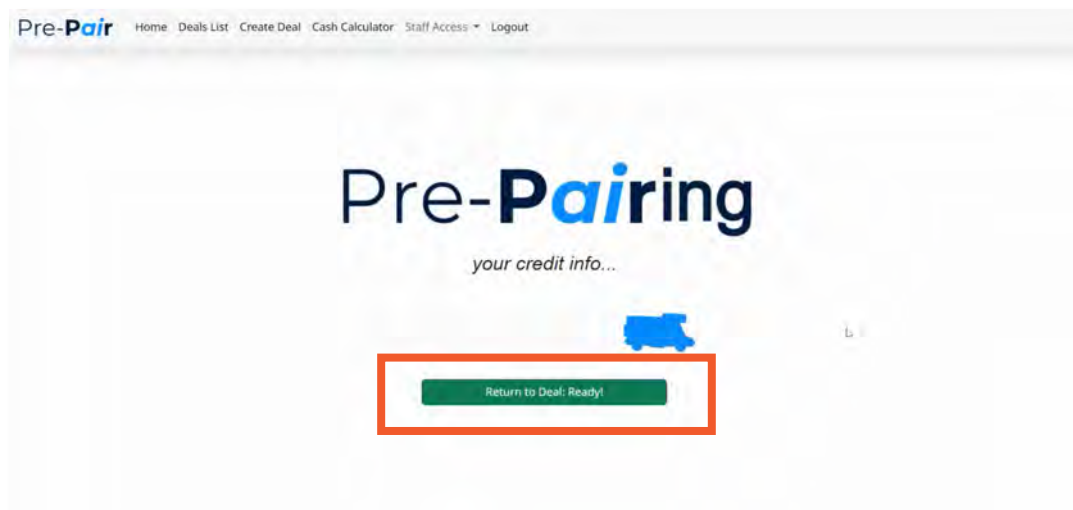 Pre-Pair Home Deals List Create Deal Cash Calculator Staff Access Logout
Pre-Pairing
your credit info...
Return to Deal: Ready!